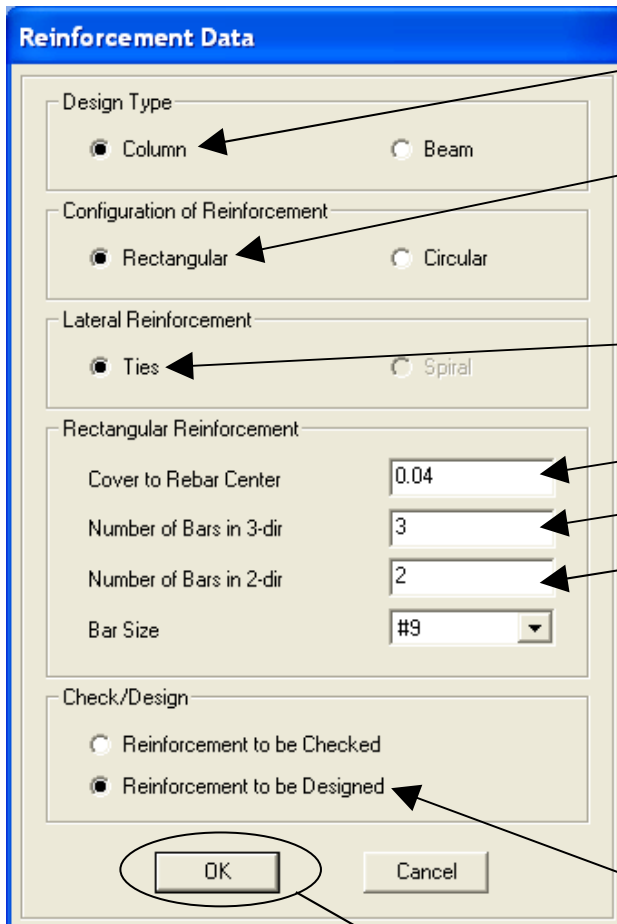 Reinforcement Data
Design Type
Column Beam
Configuration of Reinforcement
Rectangular Circular
Lateral Reinforcement
Ties Spiral
Rectangular Reinforcement
Cover to Rebar Center 0.04
Number of Bars in 3-dir 3
Number of Bars in 2-dir 2
Bar Size #9
Check/Design
Reinforcement to be Checked
Reinforcement to be Designed
OK Cancel